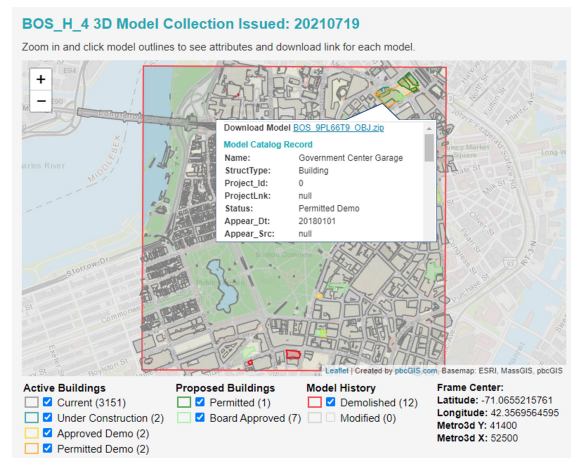 BOS_H_4 3D Model Collection Issued: 20210719
Zoom in and click model outlines to see attributes and download link for each model.
+
−
Download Model BOS_9PL66T9_OBJ.zip
Model Catalog Record
Name: Government Center Garage
StructType: Building
Project_Id: 0
ProjectLnk: null
Status: Permitted Demo
Appear_Dt: 20180101
Appear_Src: null
MIDDLESEX
Storrow Dr
Leaflet | Created by pbcGIS.com, Basemap: ESRI, MassGIS, pbcGIS
Active Buildings
Current (3151)
Under Construction (2)
Approved Demo (2)
Permitted Demo (2)
Proposed Buildings
Permitted (1)
Board Approved (7)
Model History
Demolished (12)
Modified (0)
Frame Center:
Latitude: -71.0655215761
Longitude: 42.3569564595
Metro3d Y: 41400
Metro3d X: 52500